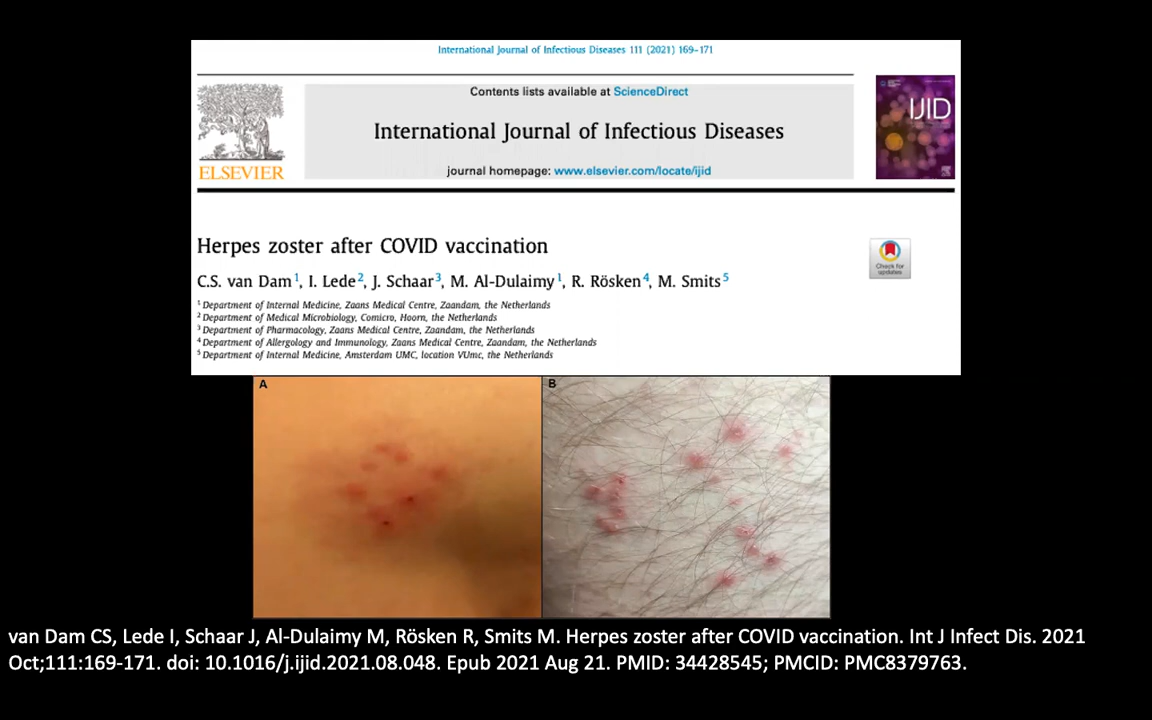 International Journal of Infectious Diseases 111 (2021) 169–171
Contents lists available at ScienceDirect
International Journal of Infectious Diseases
journal homepage: www.elsevier.com/locate/ijid
ELSEVIER
IJID
Herpes zoster after COVID vaccination
Check for
updates
C.S. van Dam1, I. Lede2, J. Schaar3, M. Al-Dulaimy1, R. Rösken4, M. Smits5
1 Department of Internal Medicine, Zaans Medical Centre, Zaandam, the Netherlands
2 Department of Medical Microbiology, Comicro, Hoorn, the Netherlands
3 Department of Pharmacology, Zaans Medical Centre, Zaandam, the Netherlands
4 Department of Allergology and Immunology, Zaans Medical Centre, Zaandam, the Netherlands
5 Department of Internal Medicine, Amsterdam UMC, location VUmc, the Netherlands
A
B
van Dam CS, Lede I, Schaar J, Al-Dulaimy M, Rösken R, Smits M. Herpes zoster after COVID vaccination. Int J Infect Dis. 2021
Oct;111:169-171. doi: 10.1016/j.ijid.2021.08.048. Epub 2021 Aug 21. PMID: 34428545; PMCID: PMC8379763.